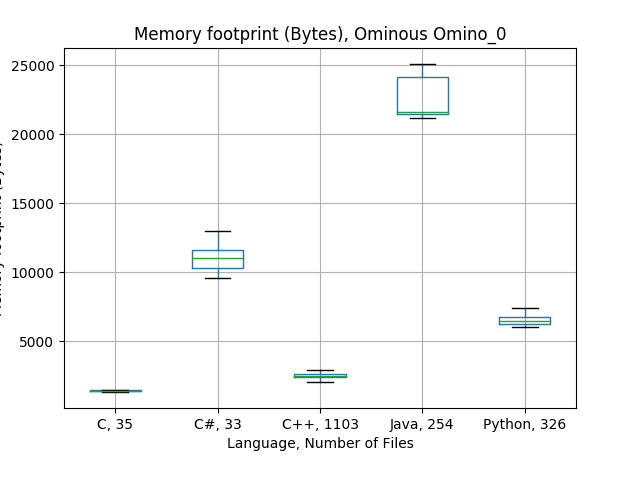 Memory footprint (Bytes), Ominous Omino_0
25000
20000
15000
10000
5000
C, 35
C#, 33
C++, 1103
Java, 254
Python, 326
Language, Number of Files